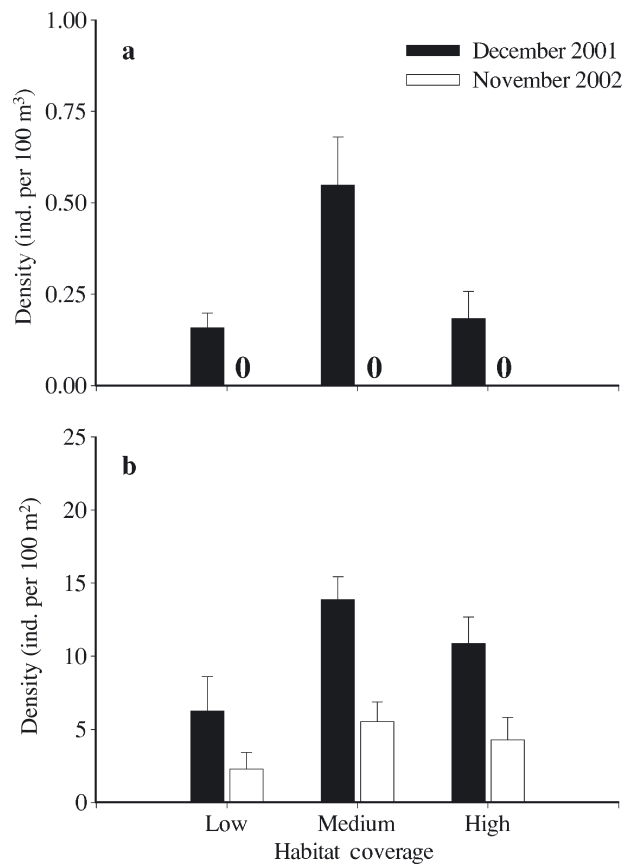 1.00
a
December 2001
November 2002
0.75
0.50
0.25
0.00
0 0 0
Density (ind. per 100 m³)
25
b
20
15
10
5
0
Density (ind. per 100 m²)
Low Medium High
Habitat coverage